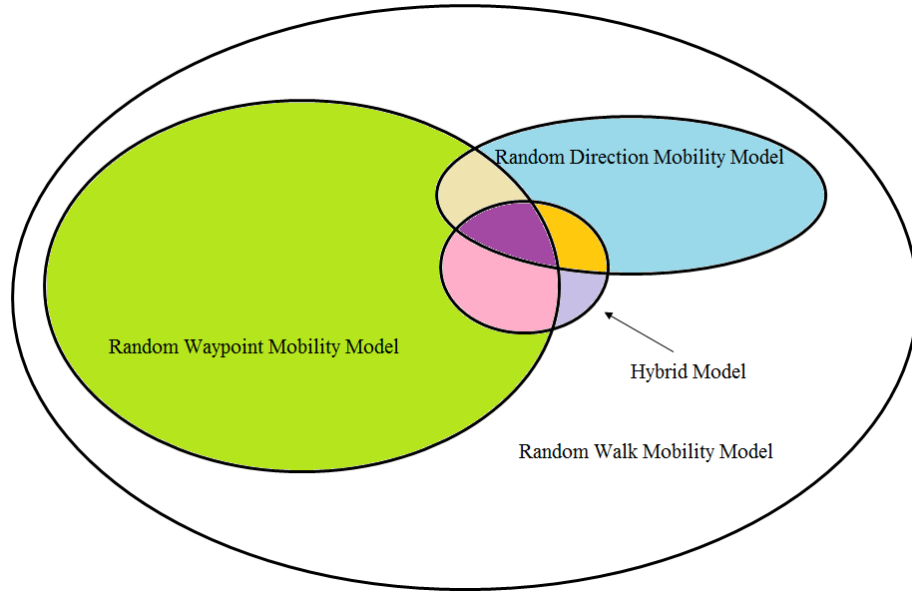 Random Direction Mobility Model
Random Waypoint Mobility Model
Hybrid Model
Random Walk Mobility Model